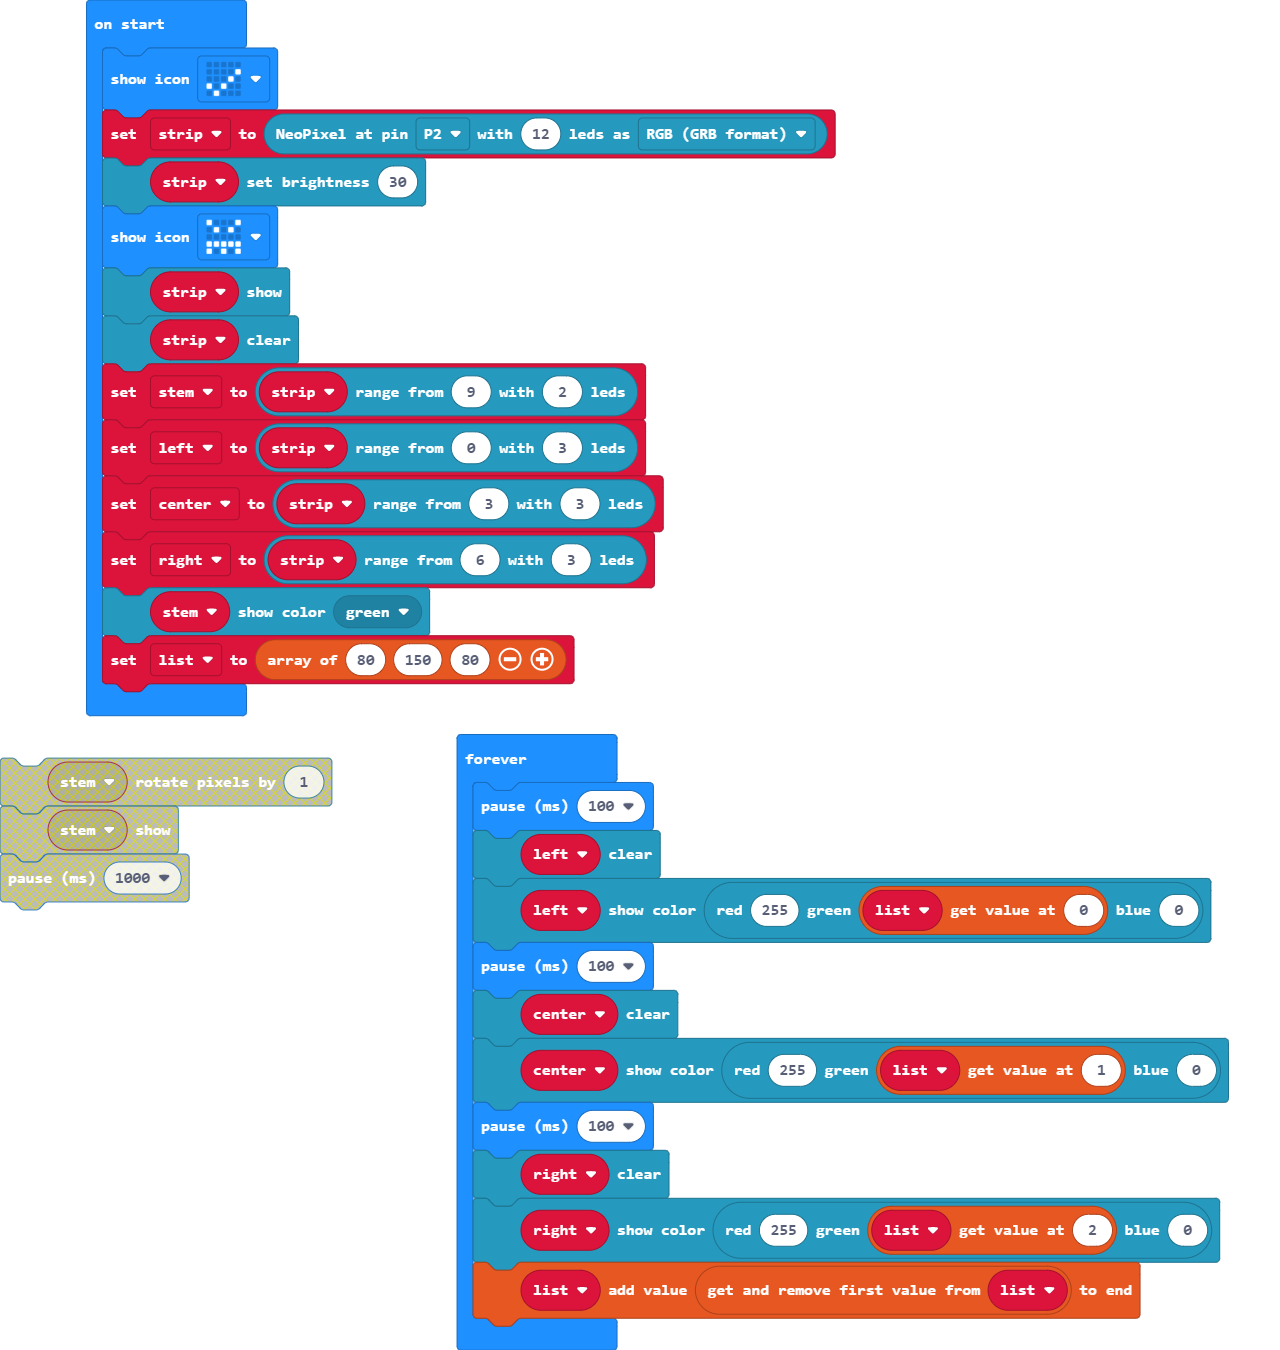 on start
show icon
set strip to NeoPixel at pin P2 with 12 leds as RGB (GRB format)
strip set brightness 30
show icon
strip show
strip clear
set stem to strip range from 9 with 2 leds
set left to strip range from 0 with 3 leds
set center to strip range from 3 with 3 leds
set right to strip range from 6 with 3 leds
stem show color green
set list to array of 80 150 80
stem rotate pixels by 1
stem show
pause (ms) 1000
forever
pause (ms) 100
left clear
left show color red 255 green list get value at 0 blue 0
pause (ms) 100
center clear
center show color red 255 green list get value at 1 blue 0
pause (ms) 100
right clear
right show color red 255 green list get value at 2 blue 0
list add value get and remove first value from list to end